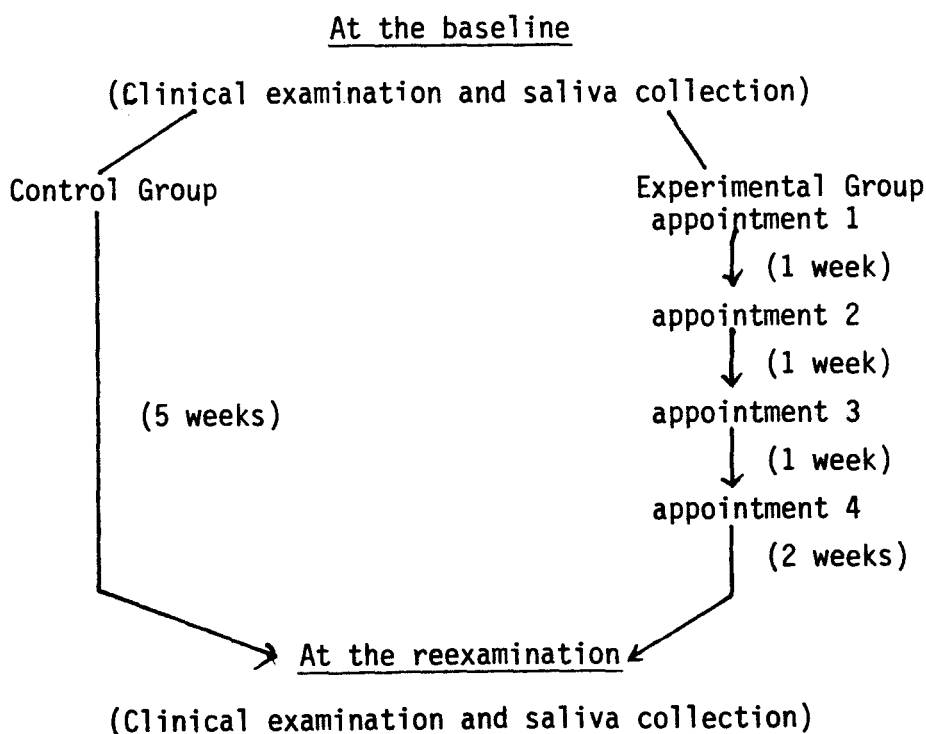 At the baseline
(Clinical examination and saliva collection)
Control Group
Experimental Group
appointment 1
(1 week)
appointment 2
(1 week)
(5 weeks)
appointment 3
(1 week)
appointment 4
(2 weeks)
At the reexamination
(Clinical examination and saliva collection)